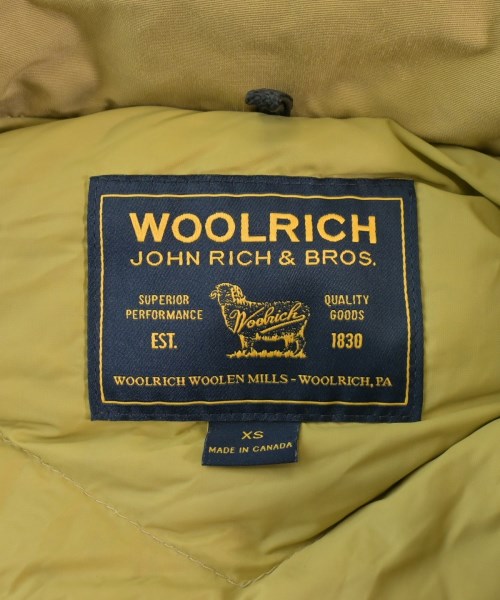 WOOLRICH
JOHN RICH & BROS.
SUPERIOR
PERFORMANCE
EST.
Woolrich
QUALITY
GOODS
1830
WOOLRICH WOOLEN MILLS - WOOLRICH, PA
XS
MADE IN CANADA